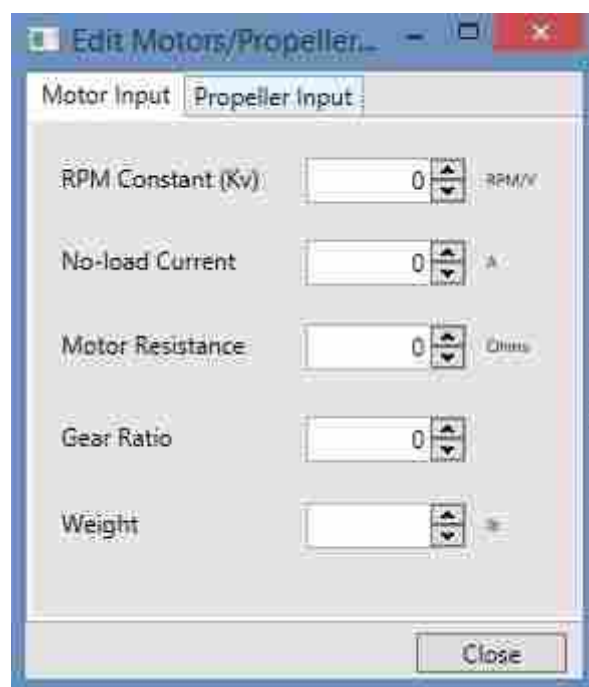 Edit Motors/Propeller...
Motor Input Propeller Input
RPM Constant (Kv) 0 RPM/V
No-load Current 0 A
Motor Resistance 0 Ohms
Gear Ratio 0
Weight
Close